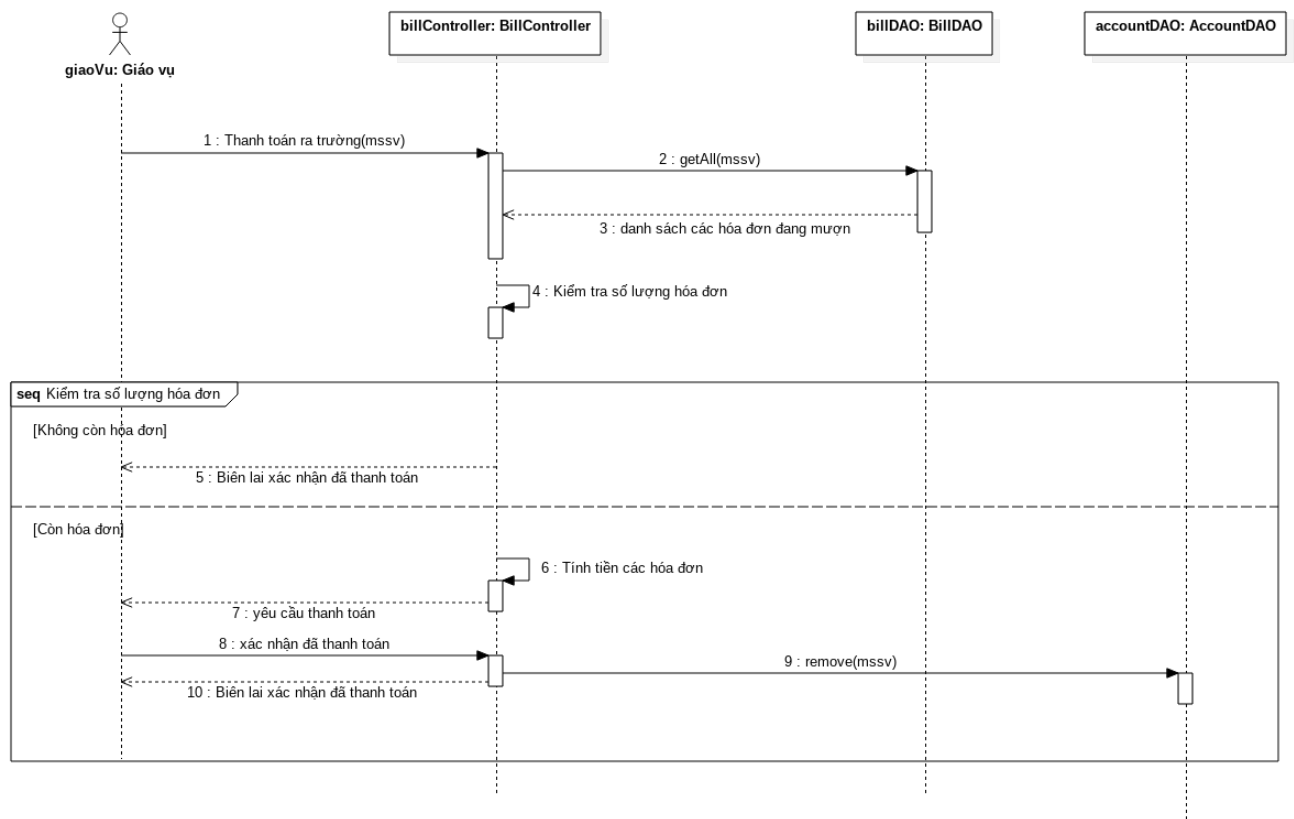 giaoVu: Giáo vụ
billController: BillController
billDAO: BillDAO
accountDAO: AccountDAO
1 : Thanh toán ra trường(mssv)
2 : getAll(mssv)
3 : danh sách các hóa đơn đang mượn
4 : Kiểm tra số lượng hóa đơn
seq Kiểm tra số lượng hóa đơn
[Không còn hóa đơn]
5 : Biên lai xác nhận đã thanh toán
[Còn hóa đơn]
6 : Tính tiền các hóa đơn
7 : yêu cầu thanh toán
8 : xác nhận đã thanh toán
9 : remove(mssv)
10 : Biên lai xác nhận đã thanh toán